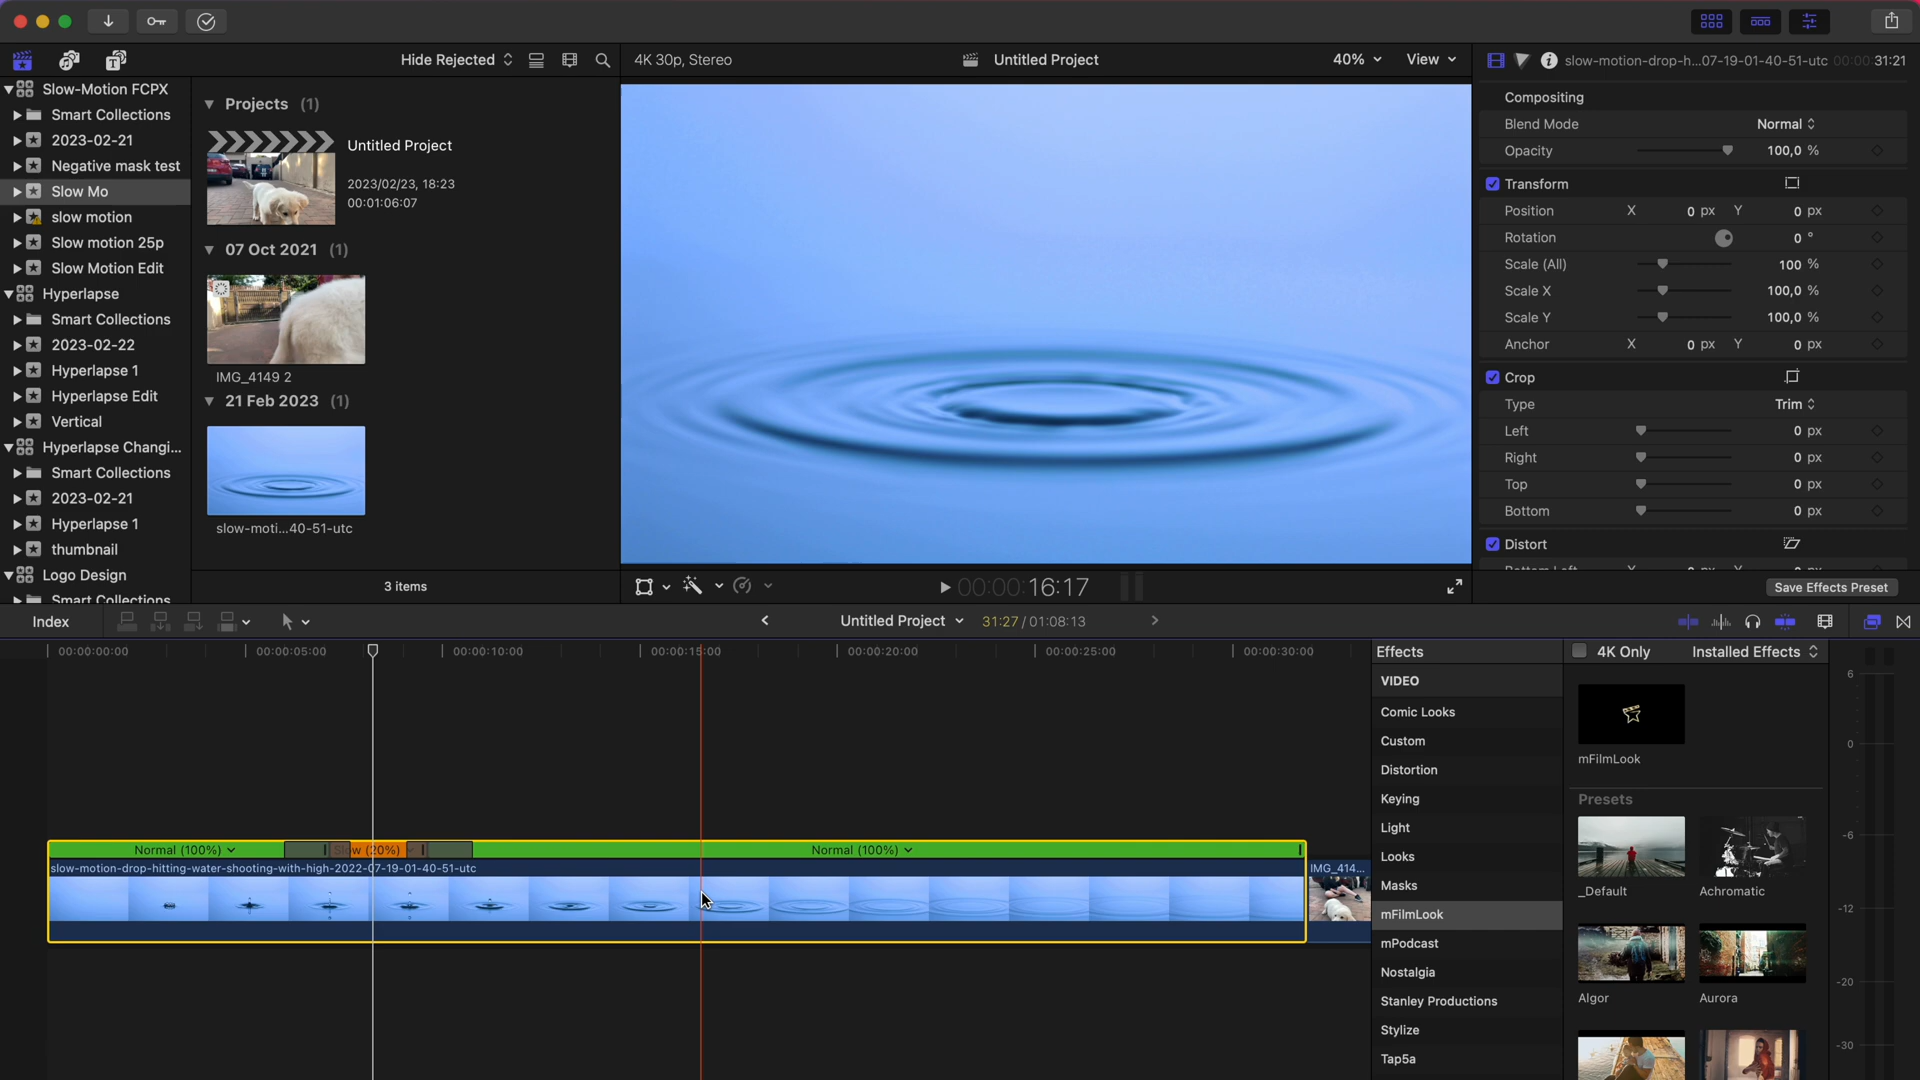 Hide Rejected
4K 30p, Stereo
Untitled Project
40%
View
slow-motion-drop-h...07-19-01-40-51-utc
00:00:31:21
Slow-Motion FCPX
Smart Collections
2023-02-21
Negative mask test
Slow Mo
slow motion
Slow motion 25p
Slow Motion Edit
Hyperlapse
Smart Collections
2023-02-22
Hyperlapse 1
Hyperlapse Edit
Vertical
Hyperlapse Changi...
Smart Collections
2023-02-21
Hyperlapse 1
thumbnail
Logo Design
Smart Collections
Projects (1)
Untitled Project
2023/02/23, 18:23
00:01:06:07
07 Oct 2021 (1)
IMG_4149 2
21 Feb 2023 (1)
slow-moti...40-51-utc
3 items
00:00:16:17
Compositing
Blend Mode Normal
Opacity 100,0 %
Transform
Position X 0 px Y 0 px
Rotation 0 °
Scale (All) 100 %
Scale X 100,0 %
Scale Y 100,0 %
Anchor X 0 px Y 0 px
Crop
Type Trim
Left 0 px
Right 0 px
Top 0 px
Bottom 0 px
Distort
Bottom Left X 0 px Y 0 px
Save Effects Preset
Index
Untitled Project
31:27 / 01:08:13
00:00:00:00
00:00:05:00
00:00:10:00
00:00:15:00
00:00:20:00
00:00:25:00
00:00:30:00
Normal (100%)
Slow (20%)
Normal (100%)
slow-motion-drop-hitting-water-shooting-with-high-2022-07-19-01-40-51-utc
IMG_414...
Effects
4K Only
Installed Effects
VIDEO
Comic Looks
Custom
Distortion
Keying
Light
Looks
Masks
mFilmLook
mPodcast
Nostalgia
Stanley Productions
Stylize
Tap5a
mFilmLook
Presets
_Default
Achromatic
Algor
Aurora
6
0
-6
-12
-20
-30